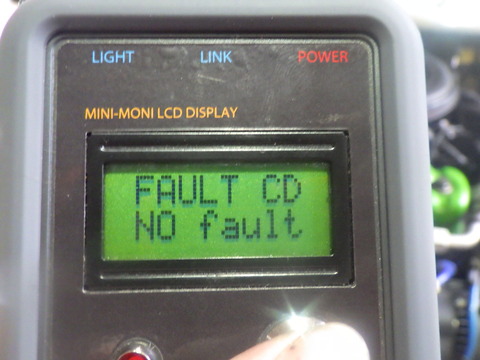 LIGHT LINK POWER
MINI-MONI LCD DISPLAY
FAULT CD
NO fault